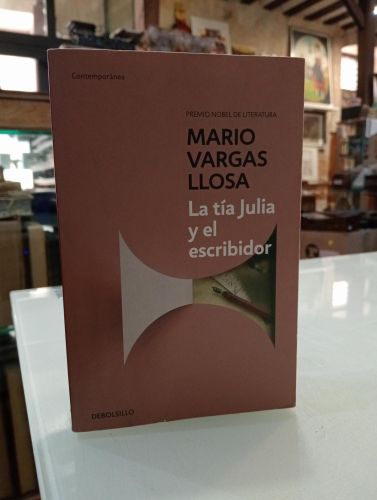 Contemporánea
PREMIO NOBEL DE LITERATURA
MARIO
VARGAS
LLOSA
La tía Julia
y el
escribidor
DEBOLSILLO